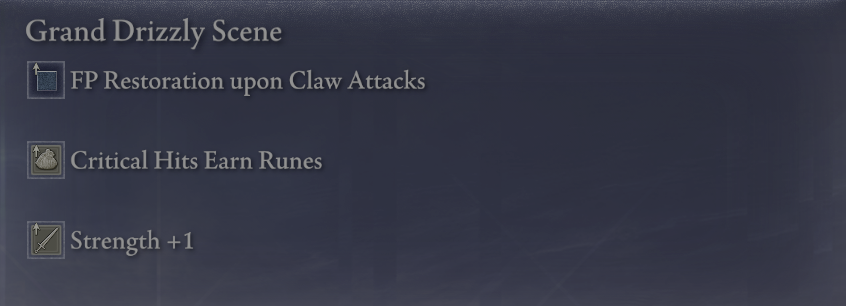 Grand Drizzly Scene
FP Restoration upon Claw Attacks
Critical Hits Earn Runes
Strength +1